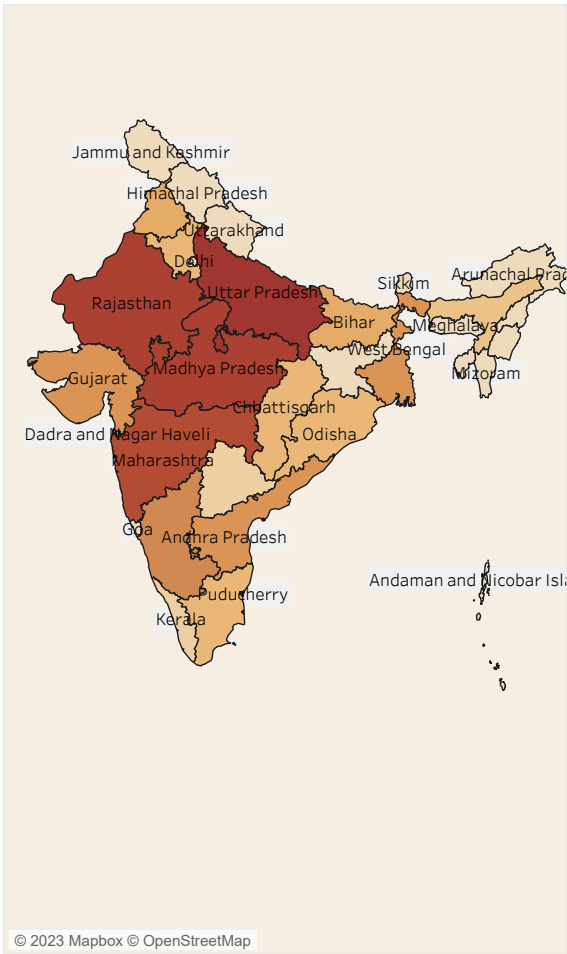 Jammu and Kashmir
Himachal Pradesh
Uttarakhand
Delhi
Sikkim
Arunachal Prad
Uttar Pradesh
Rajasthan
Bihar
Meghalaya
West Bengal
Madhya Pradesh
Mizoram
Gujarat
Chhattisgarh
Dadra and Nagar Haveli
Odisha
Maharashtra
Goa
Andhra Pradesh
Andaman and Nicobar Isla
Puducherry
Kerala
© 2023 Mapbox © OpenStreetMap